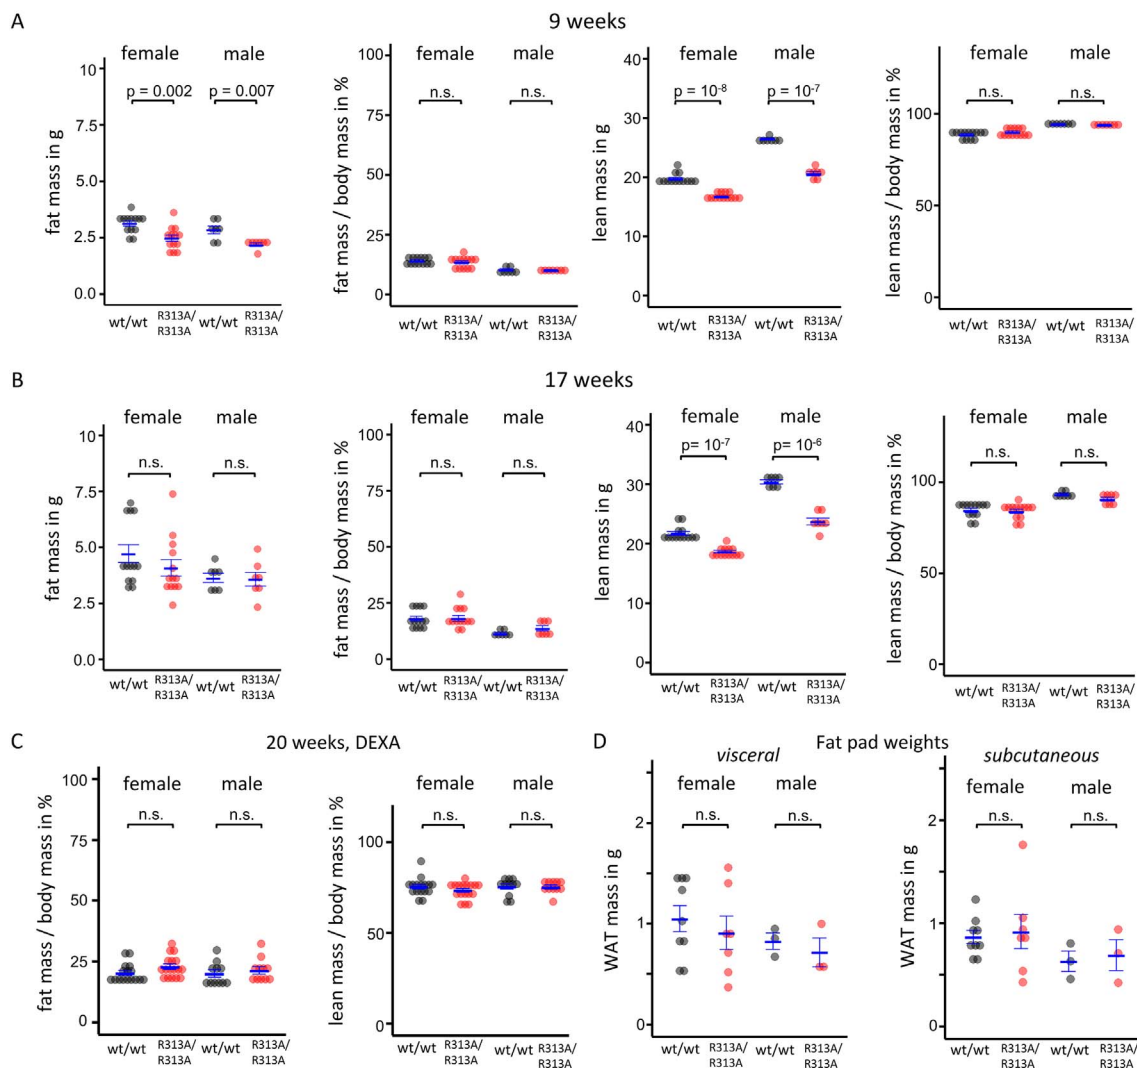 A
9 weeks
female male
p = 0.002 p = 0.007
fat mass in g
10
7.5
5
2.5
0.0
wt/wt R313A/ R313A wt/wt R313A/ R313A
fat mass / body mass in %
100
75
50
25
0
female male
n.s. n.s.
wt/wt R313A/ R313A wt/wt R313A/ R313A
lean mass in g
40
30
20
10
0
female male
p = 10-8 p = 10-7
wt/wt R313A/ R313A wt/wt R313A/ R313A
lean mass / body mass in %
100
50
0
female male
n.s. n.s.
wt/wt R313A/ R313A wt/wt R313A/ R313A
B
17 weeks
female male
n.s. n.s.
fat mass in g
10
7.5
5.0
2.5
0.0
wt/wt R313A/ R313A wt/wt R313A/ R313A
fat mass / body mass in %
100
75
50
25
0
female male
n.s. n.s.
wt/wt R313A/ R313A wt/wt R313A/ R313A
lean mass in g
40
30
20
10
0
female male
p= 10-7 p= 10-6
wt/wt R313A/ R313A wt/wt R313A/ R313A
lean mass / body mass in %
100
50
0
female male
n.s. n.s.
wt/wt R313A/ R313A wt/wt R313A/ R313A
C
20 weeks, DEXA
female male
n.s. n.s.
fat mass / body mass in %
100
75
50
25
0
wt/wt R313A/ R313A wt/wt R313A/ R313A
lean mass / body mass in %
100
50
0
female male
n.s. n.s.
wt/wt R313A/ R313A wt/wt R313A/ R313A
D
Fat pad weights
visceral
female male
n.s. n.s.
WAT mass in g
2
1
0
wt/wt R313A/ R313A wt/wt R313A/ R313A
subcutaneous
female male
n.s. n.s.
WAT mass in g
2
1
0
wt/wt R313A/ R313A wt/wt R313A/ R313A